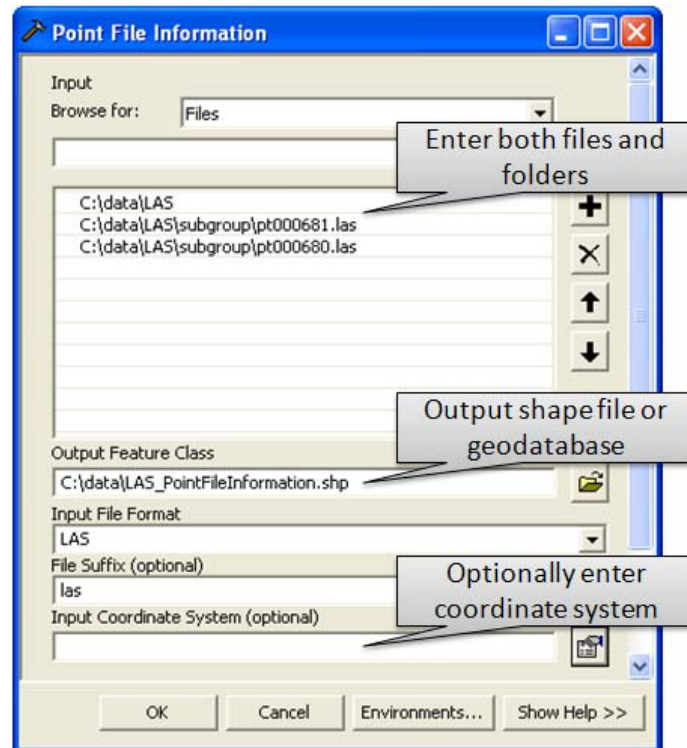 Point File Information
Input
Browse for:
Files
Enter both files and
folders
C:\data\LAS
C:\data\LAS\subgroup\pt000681.las
C:\data\LAS\subgroup\pt000680.las
Output shape file or
geodatabase
Output Feature Class
C:\data\LAS_PointFileInformation.shp
Input File Format
LAS
File Suffix (optional)
las
Optionally enter
coordinate system
Input Coordinate System (optional)
OK
Cancel
Environments...
Show Help >>